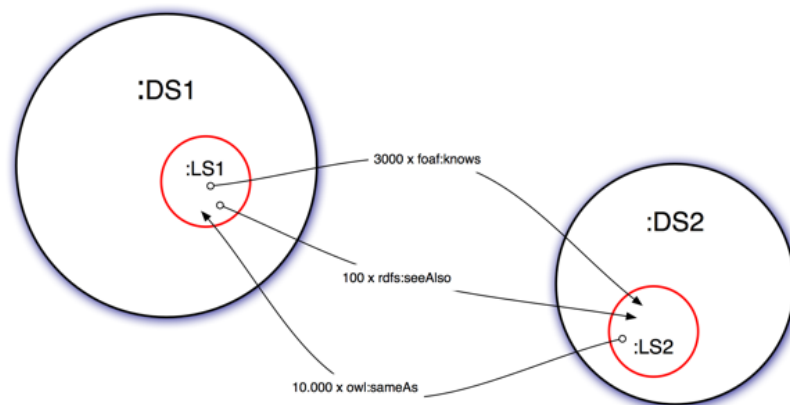 :DS1
3000 x foaf:knows
:LS1
:DS2
100 x rdfs:seeAlso
:LS2
10.000 x owl:sameAs